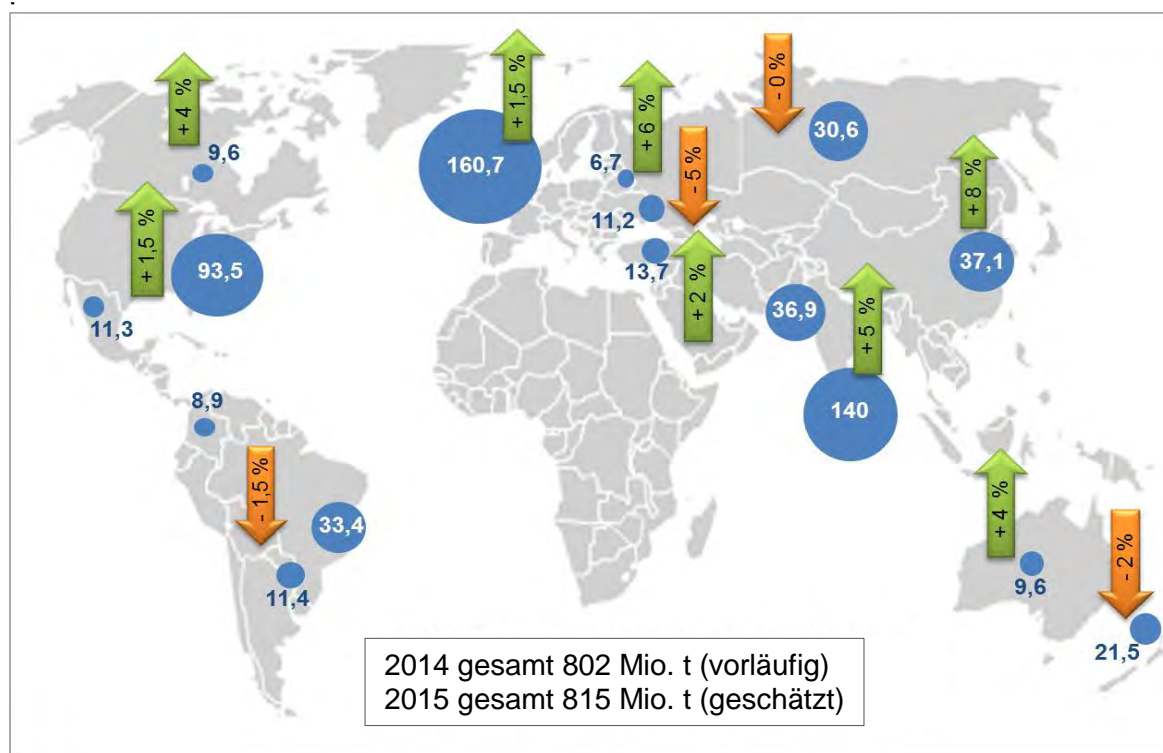 + 4 %
9,6
+ 1,5 %
93,5
11,3
160,7
+ 1,5 %
6,7
+ 6 %
- 5 %
11,2
13,7
+ 2 %
- 0 %
30,6
+ 8 %
37,1
36,9
+ 5 %
140
8,9
- 1,5 %
33,4
11,4
+ 4 %
9,6
- 2 %
21,5
2014 gesamt 802 Mio. t (vorläufig)
2015 gesamt 815 Mio. t (geschätzt)